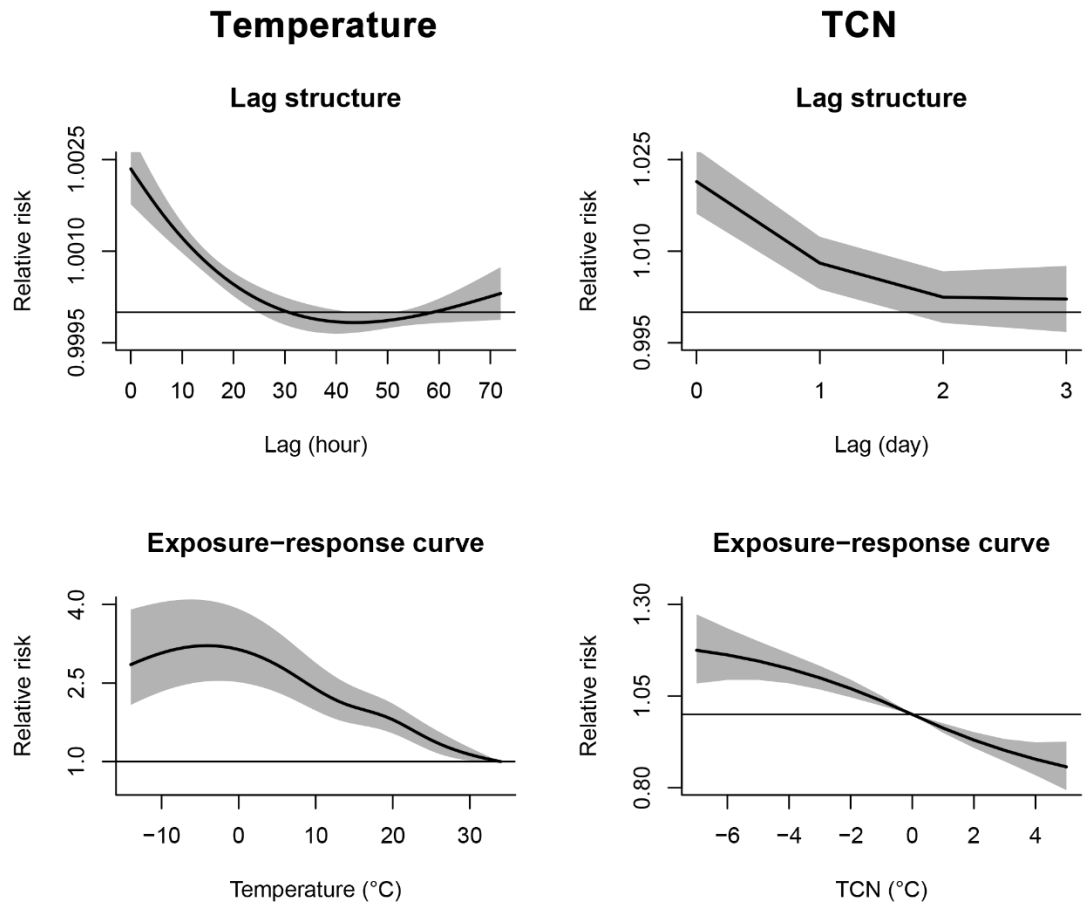 Temperature
TCN
Lag structure
Lag structure
Relative risk
1.0025
1.0010
0.9995
0 10 20 30 40 50 60 70
Lag (hour)
Relative risk
1.025
1.010
0.995
0 1 2 3
Lag (day)
Exposure−response curve
Exposure−response curve
Relative risk
4.0
2.5
1.0
−10 0 10 20 30
Temperature (°C)
Relative risk
1.30
1.05
0.80
−6 −4 −2 0 2 4
TCN (°C)